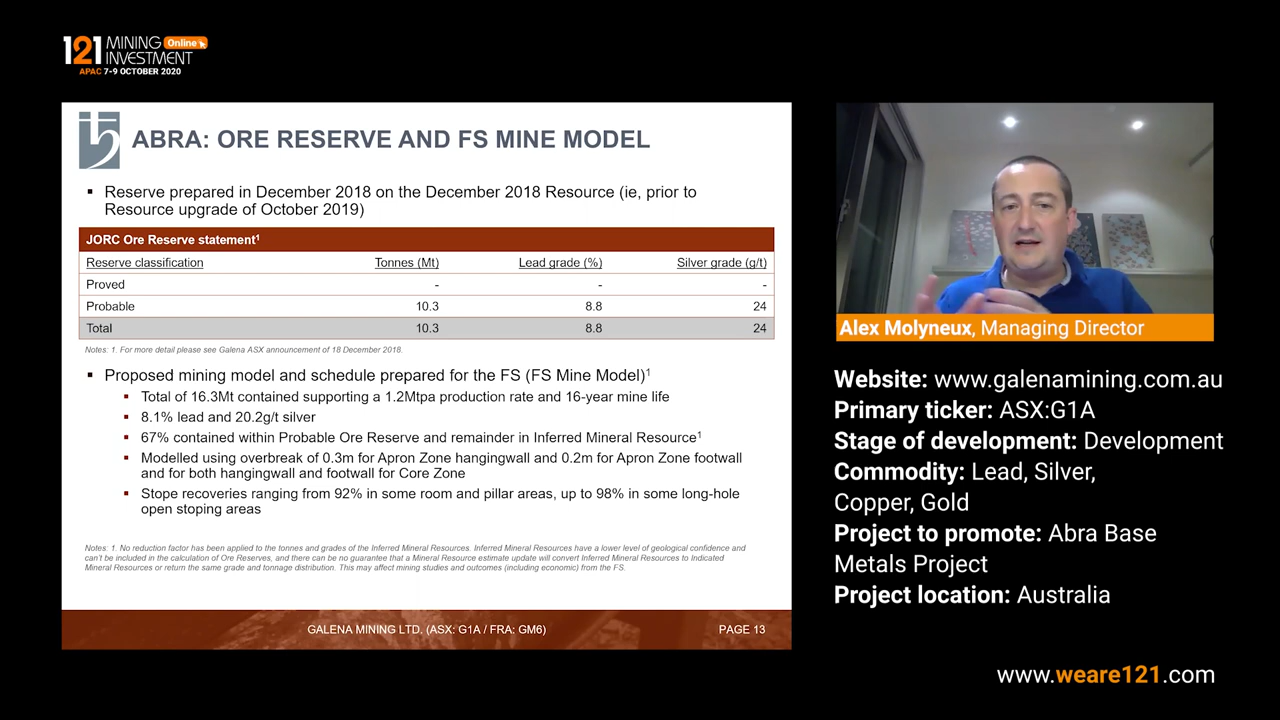 121 MINING Online
INVESTMENT
APAC 7-9 OCTOBER 2020
ABRA: ORE RESERVE AND FS MINE MODEL
▪ Reserve prepared in December 2018 on the December 2018 Resource (ie, prior to
Resource upgrade of October 2019)
JORC Ore Reserve statement¹
Reserve classification Tonnes (Mt) Lead grade (%) Silver grade (g/t)
Proved - - -
Probable 10.3 8.8 24
Total 10.3 8.8 24
Notes: 1. For more detail please see Galena ASX announcement of 18 December 2018.
▪ Proposed mining model and schedule prepared for the FS (FS Mine Model)¹
▪ Total of 16.3Mt contained supporting a 1.2Mtpa production rate and 16-year mine life
▪ 8.1% lead and 20.2g/t silver
▪ 67% contained within Probable Ore Reserve and remainder in Inferred Mineral Resource¹
▪ Modelled using overbreak of 0.3m for Apron Zone hangingwall and 0.2m for Apron Zone footwall
and for both hangingwall and footwall for Core Zone
▪ Stope recoveries ranging from 92% in some room and pillar areas, up to 98% in some long-hole
open stoping areas
Notes: 1. No reduction factor has been applied to the tonnes and grades of the Inferred Mineral Resources. Inferred Mineral Resources have a lower level of geological confidence and
can't be included in the calculation of Ore Reserves, and there can be no guarantee that a Mineral Resource estimate update will convert Inferred Mineral Resources to Indicated
Mineral Resources or return the same grade and tonnage distribution. This may affect mining studies and outcomes (including economic) from the FS.
GALENA MINING LTD. (ASX: G1A / FRA: GM6) PAGE 13
Alex Molyneux, Managing Director
Website: www.galenamining.com.au
Primary ticker: ASX:G1A
Stage of development: Development
Commodity: Lead, Silver,
Copper, Gold
Project to promote: Abra Base
Metals Project
Project location: Australia
www.weare121.com